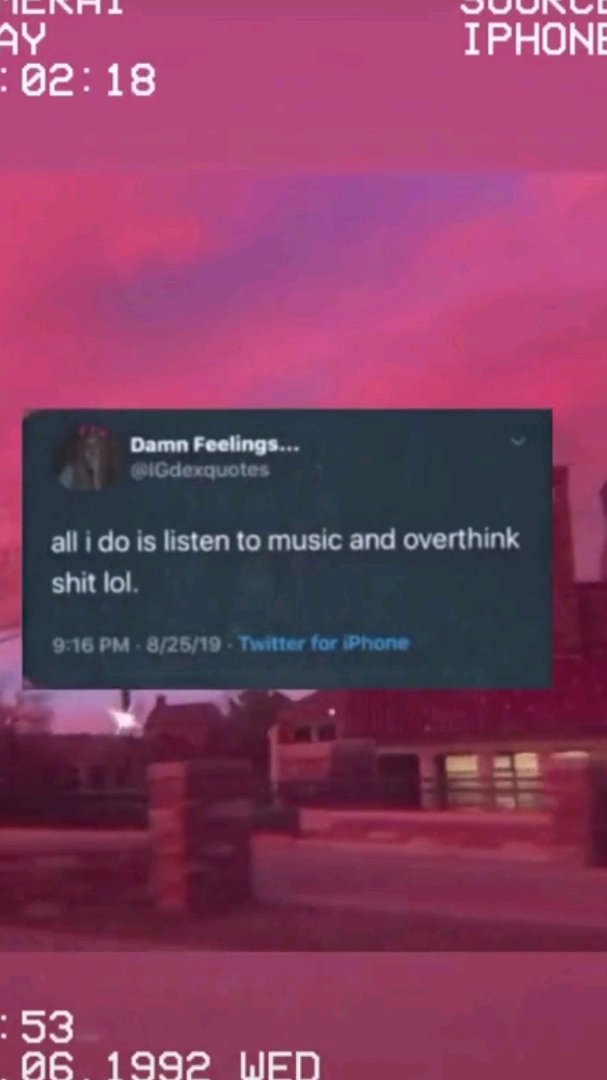 AY
:02:18
IPHONE
Damn Feelings...
@IGdexquotes
all i do is listen to music and overthink
shit lol.
9:16 PM · 8/25/19 · Twitter for iPhone
:53
.06.1992 WED